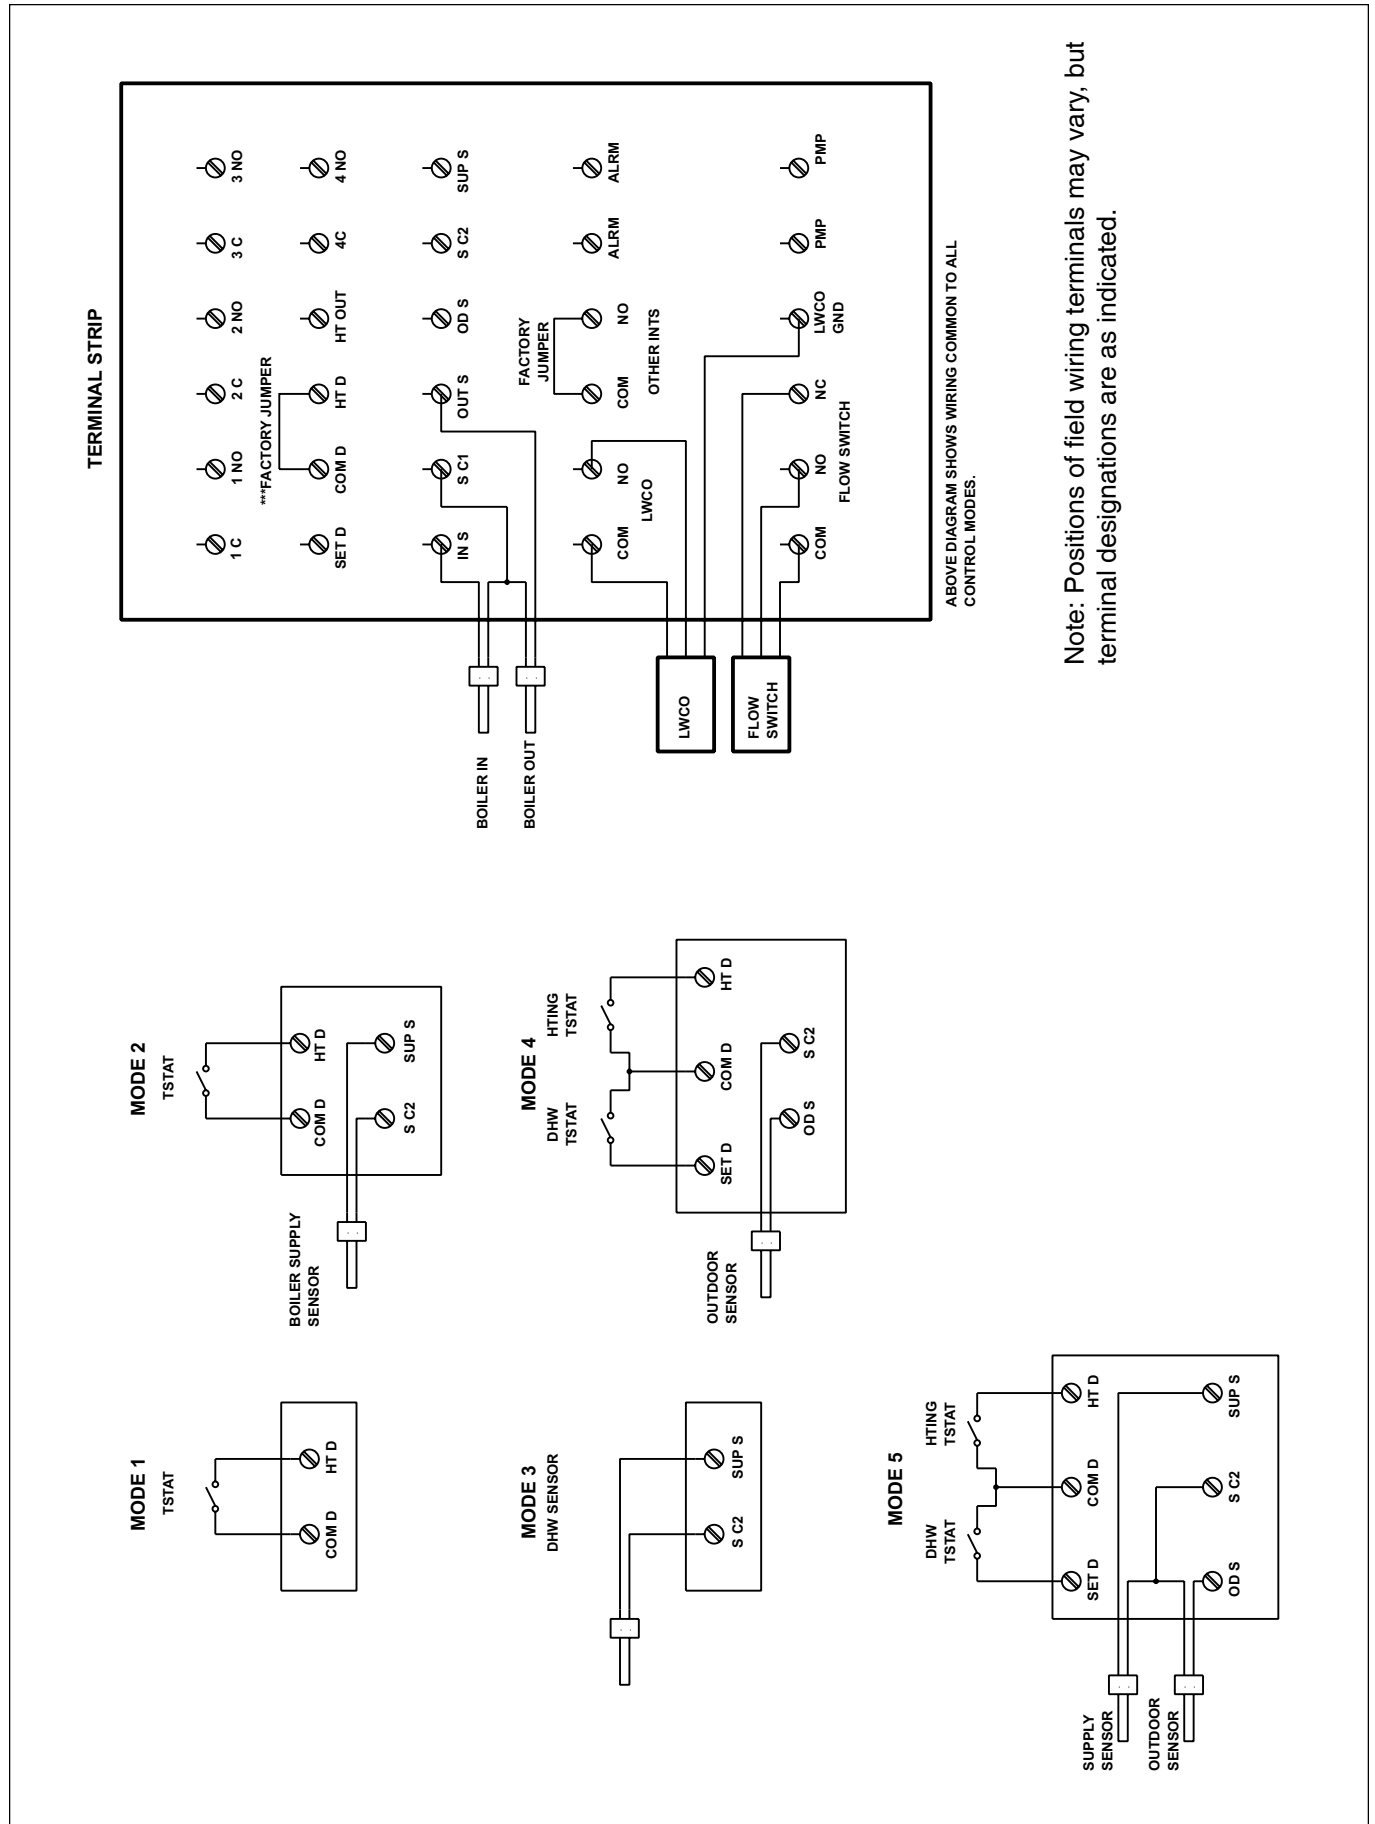 TERMINAL STRIP
1 C
1 NO
2 C
2 NO
3 C
3 NO
***FACTORY JUMPER
SET D
COM D
HT D
HT OUT
4C
4 NO
IN S
S C1
OUT S
OD S
S C2
SUP S
FACTORY
JUMPER
COM
NO
COM
NO
ALRM
ALRM
LWCO
OTHER INTS
COM
NO
NC
LWCO
GND
PMP
PMP
FLOW SWITCH
BOILER IN
BOILER OUT
LWCO
FLOW
SWITCH
ABOVE DIAGRAM SHOWS WIRING COMMON TO ALL
CONTROL MODES.
Note: Positions of field wiring terminals may vary, but
terminal designations are as indicated.
MODE 1
TSTAT
COM D
HT D
MODE 2
TSTAT
COM D
HT D
S C2
SUP S
BOILER SUPPLY
SENSOR
MODE 3
DHW SENSOR
S C2
SUP S
MODE 4
DHW
TSTAT
HTING
TSTAT
SET D
COM D
HT D
OD S
S C2
OUTDOOR
SENSOR
MODE 5
DHW
TSTAT
HTING
TSTAT
SET D
COM D
HT D
OD S
S C2
SUP S
SUPPLY
SENSOR
OUTDOOR
SENSOR